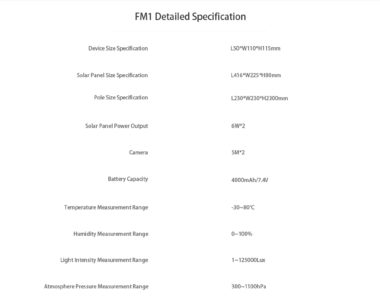 FM1 Detailed Specification
Device Size Specification L50*W110*H115mm
Solar Panel Size Specification L416*W225*H80mm
Pole Size Specification L230*W230*H2300mm
Solar Panel Power Output 6W*2
Camera 5M*2
Battery Capacity 4000mAh/7.4V
Temperature Measurement Range -30~80℃
Humidity Measurement Range 0~100%
Light Intensity Measurement Range 1~125000Lux
Atmosphere Pressure Measurement Range 300~1100hPa